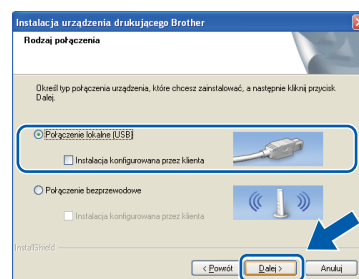 Instalacja urządzenia drukującego Brother
Rodzaj połączenia
Określ typ połączenia urządzenia, które chcesz zainstalować, a następnie kliknij przycisk
Dalej.
Połączenie lokalne (USB)
Instalacja konfigurowana przez klienta
Połączenie bezprzewodowe
Instalacja konfigurowana przez klienta
InstallShield
< Powrót Dalej > Anuluj